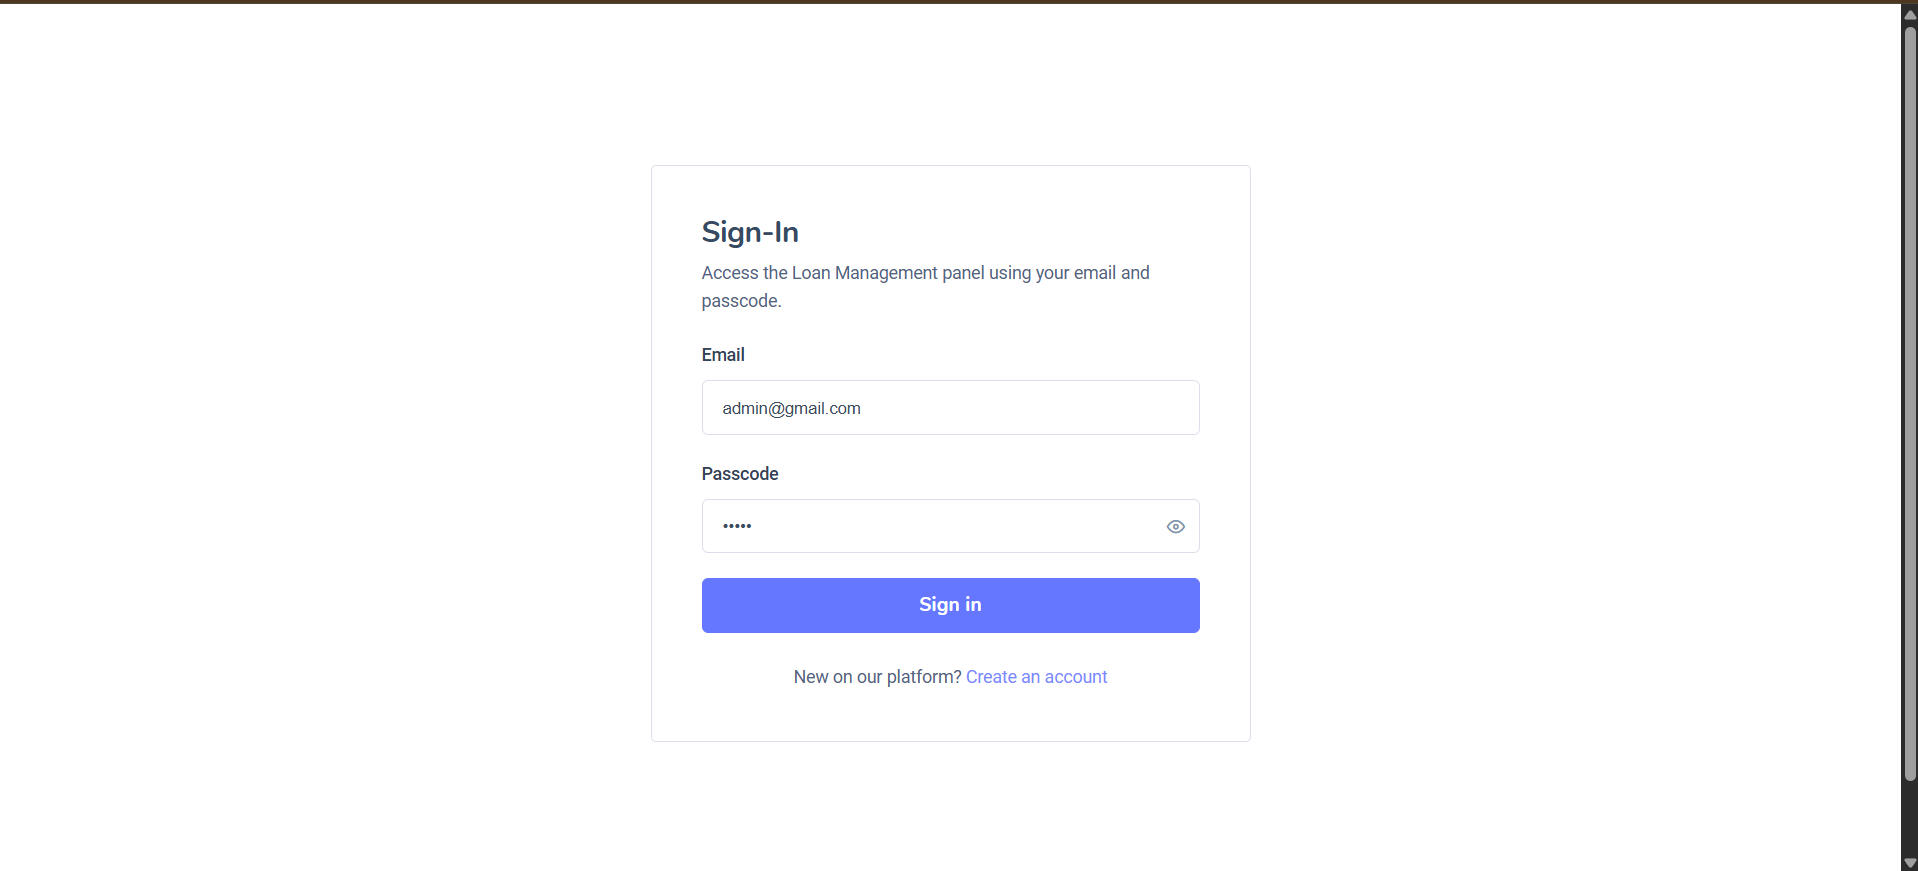 Sign-In
Access the Loan Management panel using your email and
passcode.
Email
admin@gmail.com
Passcode
•••••
Sign in
New on our platform? Create an account